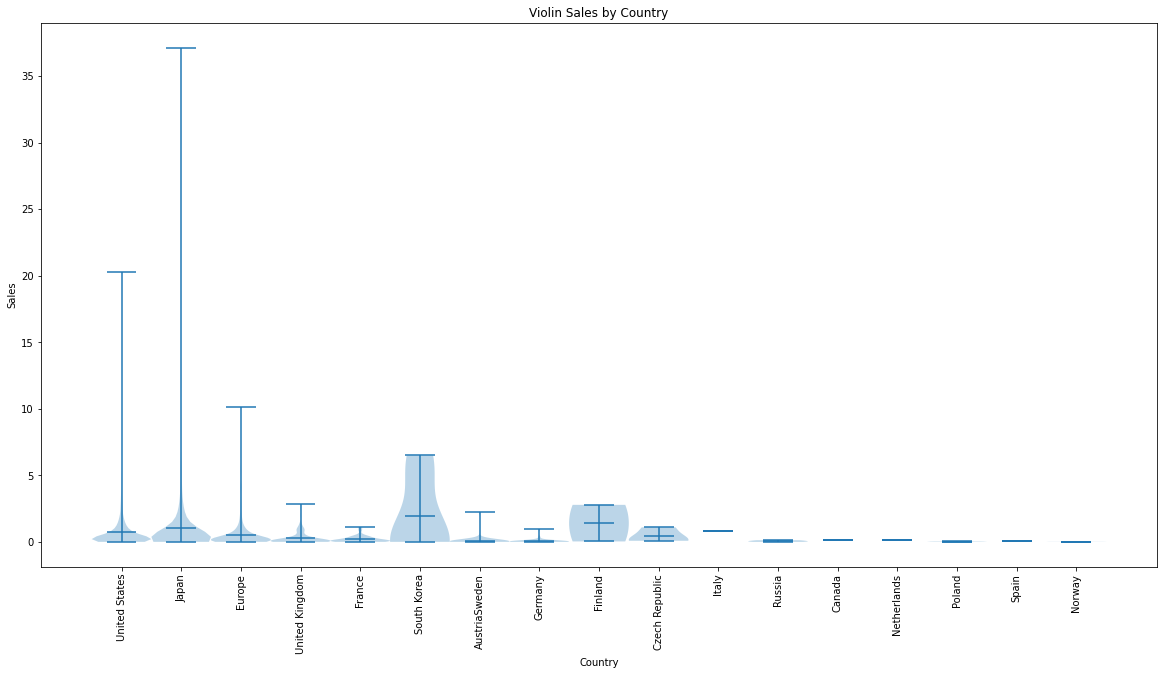 Violin Sales by Country
Sales
35
30
25
20
15
10
5
0
United States
Japan
Europe
United Kingdom
France
South Korea
AustriaSweden
Germany
Finland
Czech Republic
Italy
Russia
Canada
Netherlands
Poland
Spain
Norway
Country